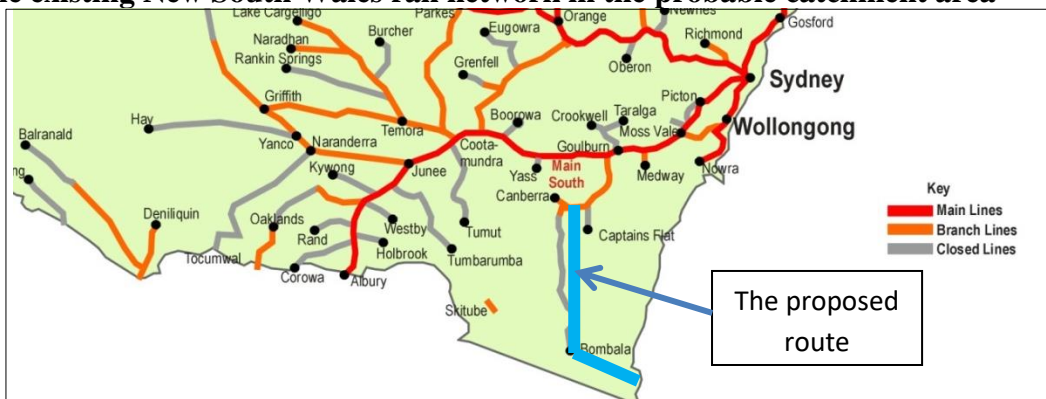 e existing New South Wales rail network in the probable catchment area
Lake Cargelligo
Parkes
Orange
Newnes
Gosford
Naradhan
Burcher
Eugowra
Richmond
Rankin Springs
Grenfell
Oberon
Sydney
Griffith
Picton
Hay
Temora
Boorowa
Crookwell
Taralga
Moss Vale
Wollongong
Balranald
Yanco
Naranderra
Coota-
mundra
Goulburn
ng
Kywong
Junee
Yass
Main
South
Medway
Nowra
Canberra
Key
Main Lines
Branch Lines
Closed Lines
Deniliquin
Oaklands
Rand
Westby
Tumut
Captains Flat
Holbrook
Tocumwal
Corowa
Albury
Tumbarumba
Skitube
The proposed
route
Bombala